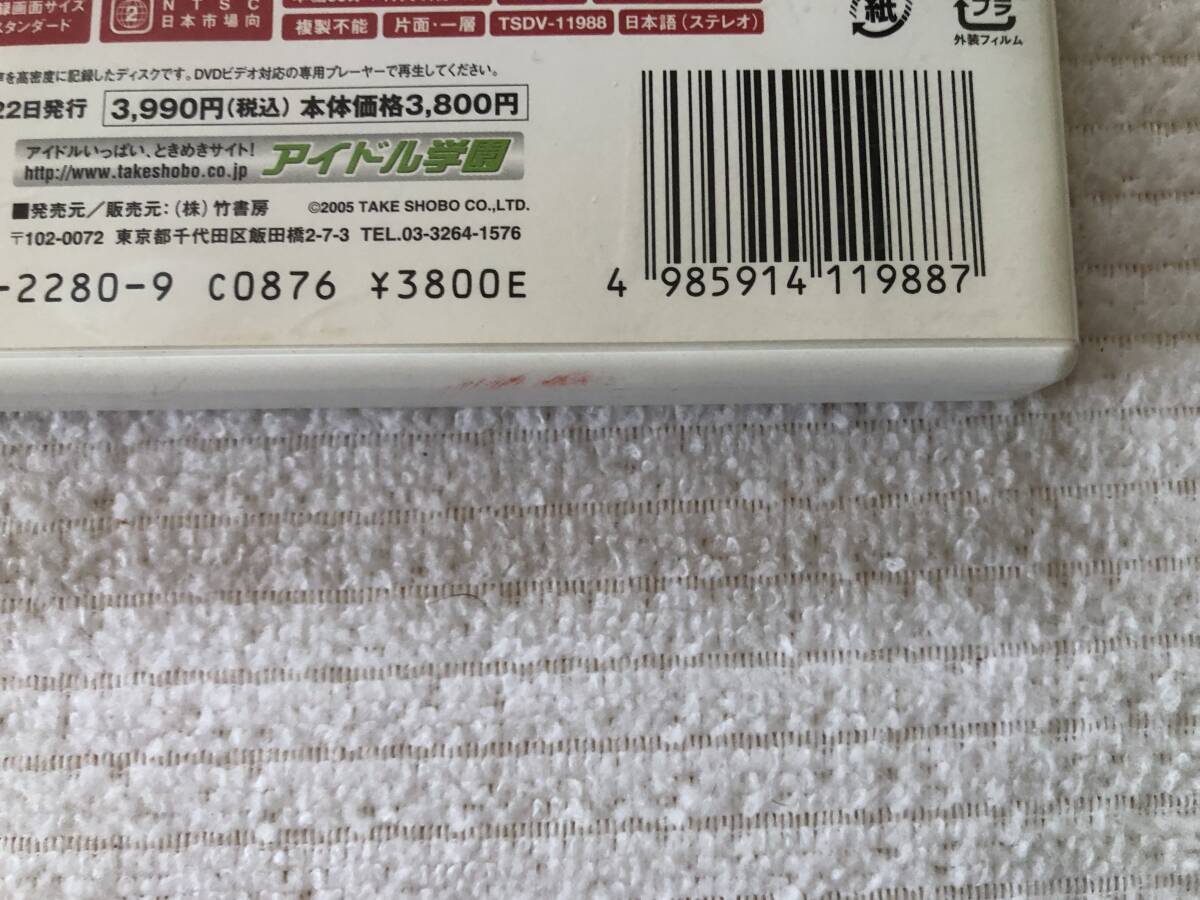 録画面サイズ
スタンダード
2
NTSC
日本市場向
複製不能
片面・一層
TSDV-11988
日本語(ステレオ)
紙
プラ
外装フィルム
を高密度に記録したディスクです。DVDビデオ対応の専用プレーヤーで再生してください。
22日発行 3,990円(税込) 本体価格3,800円
アイドルいっぱい、ときめきサイト!
http://www.takeshobo.co.jp
アイドル学園
■発売元/販売元:(株)竹書房 ©2005 TAKE SHOBO CO.,LTD.
〒102-0072 東京都千代田区飯田橋2-7-3 TEL.03-3264-1576
-2280-9 C0876 ¥3800E
4 985914 119887